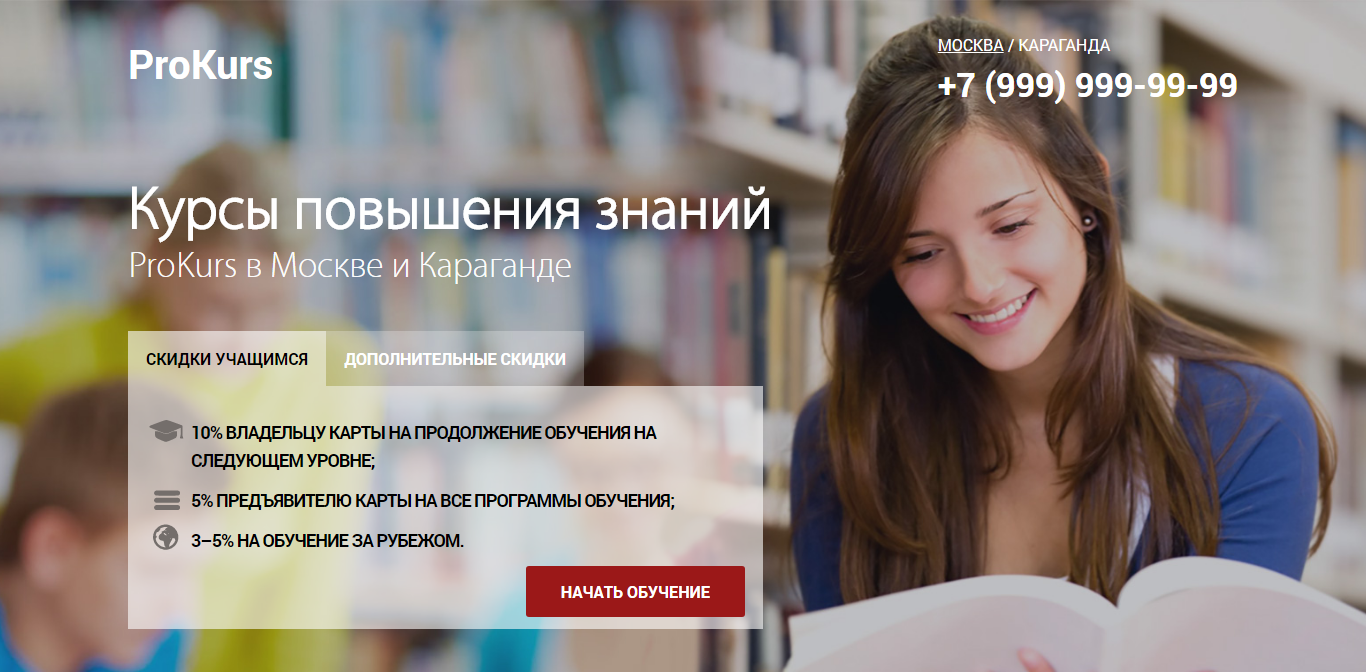 ProKurs
МОСКВА / КАРАГАНДА
+7 (999) 999-99-99
Курсы повышения знаний
ProKurs в Москве и Караганде
СКИДКИ УЧАЩИМСЯ
ДОПОЛНИТЕЛЬНЫЕ СКИДКИ
10% ВЛАДЕЛЬЦУ КАРТЫ НА ПРОДОЛЖЕНИЕ ОБУЧЕНИЯ НА
СЛЕДУЮЩЕМ УРОВНЕ;
5% ПРЕДЪЯВИТЕЛЮ КАРТЫ НА ВСЕ ПРОГРАММЫ ОБУЧЕНИЯ;
3–5% НА ОБУЧЕНИЕ ЗА РУБЕЖОМ.
НАЧАТЬ ОБУЧЕНИЕ